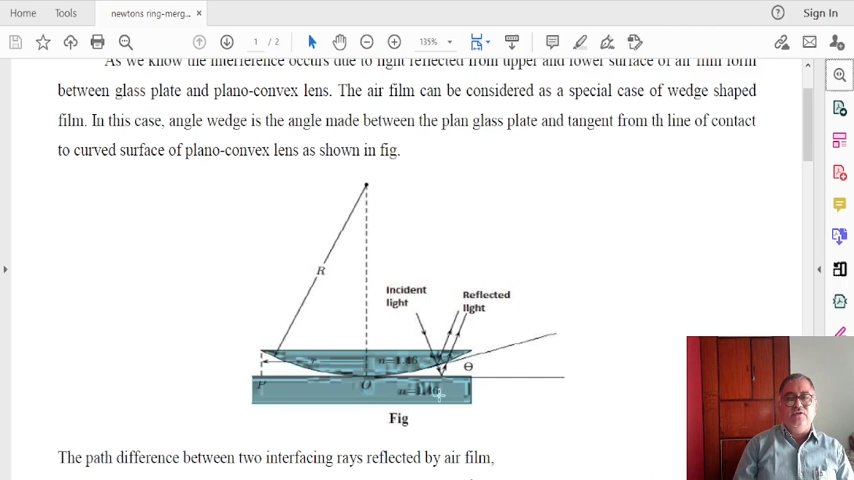 Home
Tools
newtons ring-merg...
×
Sign In
1 / 2
135%
As we know the interference occurs due to light reflected from upper and lower surface of air film form
between glass plate and plano-convex lens. The air film can be considered as a special case of wedge shaped
film. In this case, angle wedge is the angle made between the plan glass plate and tangent from th line of contact
to curved surface of plano-convex lens as shown in fig.
R
Incident
light
Reflected
light
r
n=1.46
Θ
P
O
n=1.46
Fig
The path difference between two interfacing rays reflected by air film,